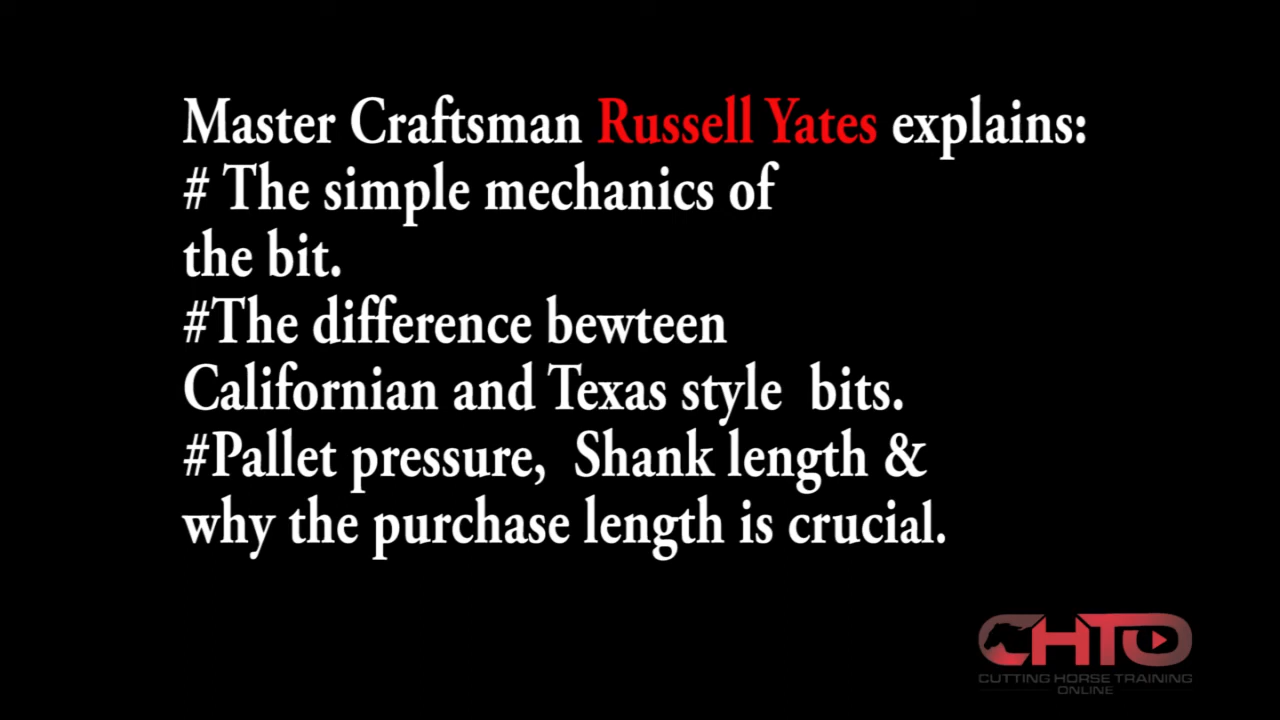 Master Craftsman Russell Yates explains:
# The simple mechanics of
the bit.
#The difference bewteen
Californian and Texas style  bits.
#Pallet pressure,  Shank length &
why the purchase length is crucial.
CHTO
CUTTING HORSE TRAINING
ONLINE